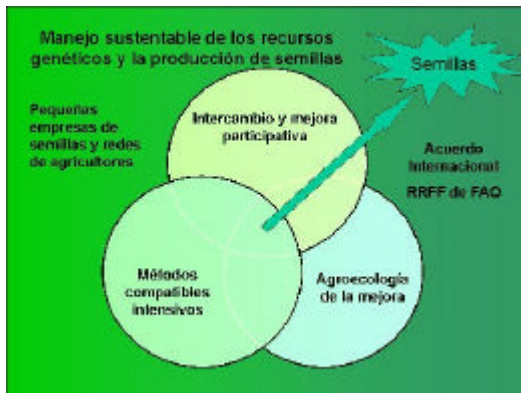 Manejo sustentable de los recursos
genéticos y la producción de semillas
Semillas
Pequeñas
empresas de
semillas y redes
de agricultores
Intercambio y mejora
participativa
Acuerdo
Internacional
RRFF de FAO
Métodos
compatibles
intensivos
Agroecología
de la mejora